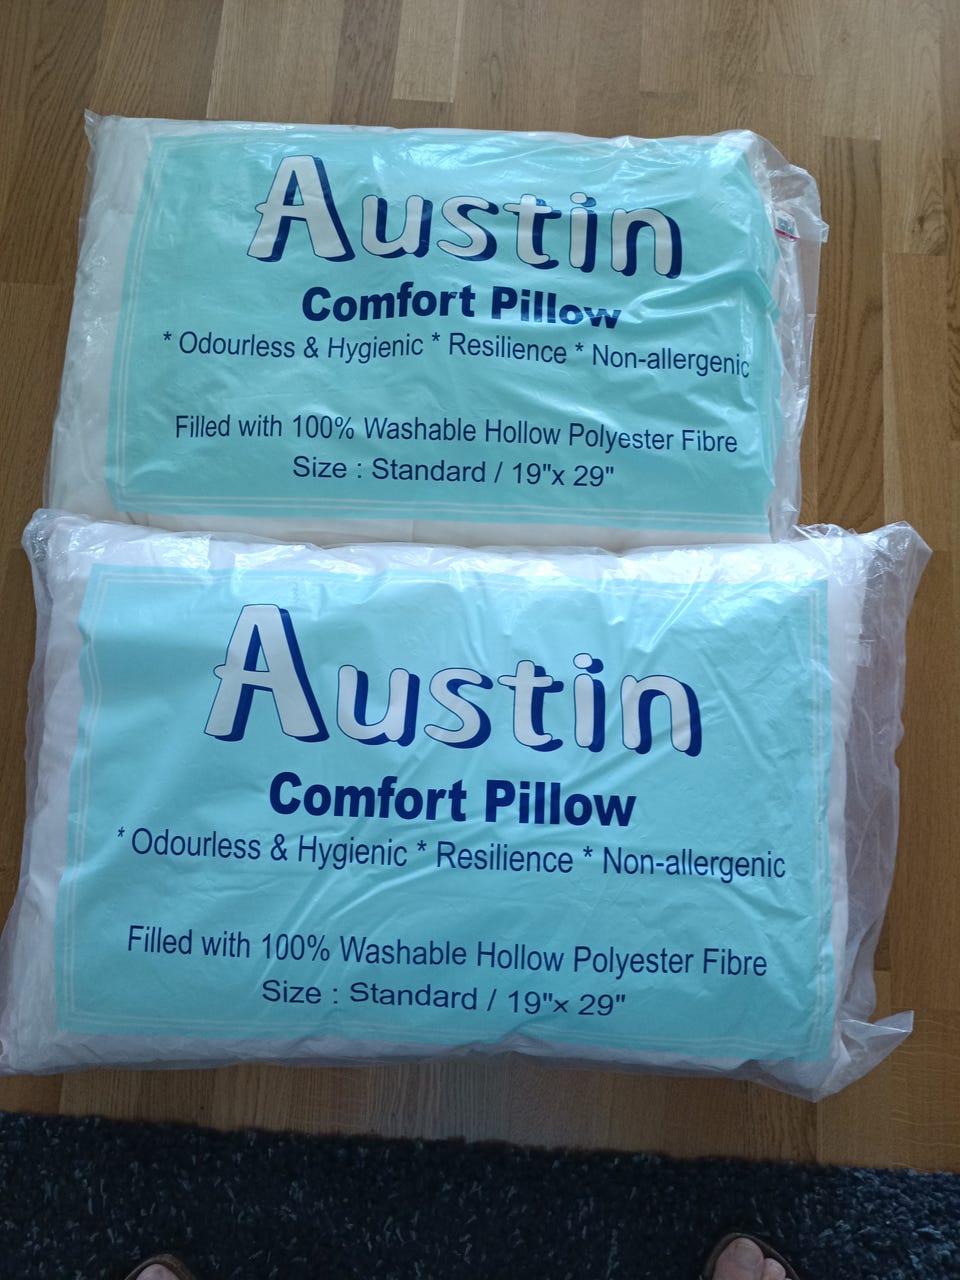 Austin
Comfort Pillow
* Odourless & Hygienic * Resilience * Non-allergenic
Filled with 100% Washable Hollow Polyester Fibre
Size : Standard / 19"x 29"
Austin
Comfort Pillow
* Odourless & Hygienic * Resilience * Non-allergenic
Filled with 100% Washable Hollow Polyester Fibre
Size : Standard / 19"x 29"